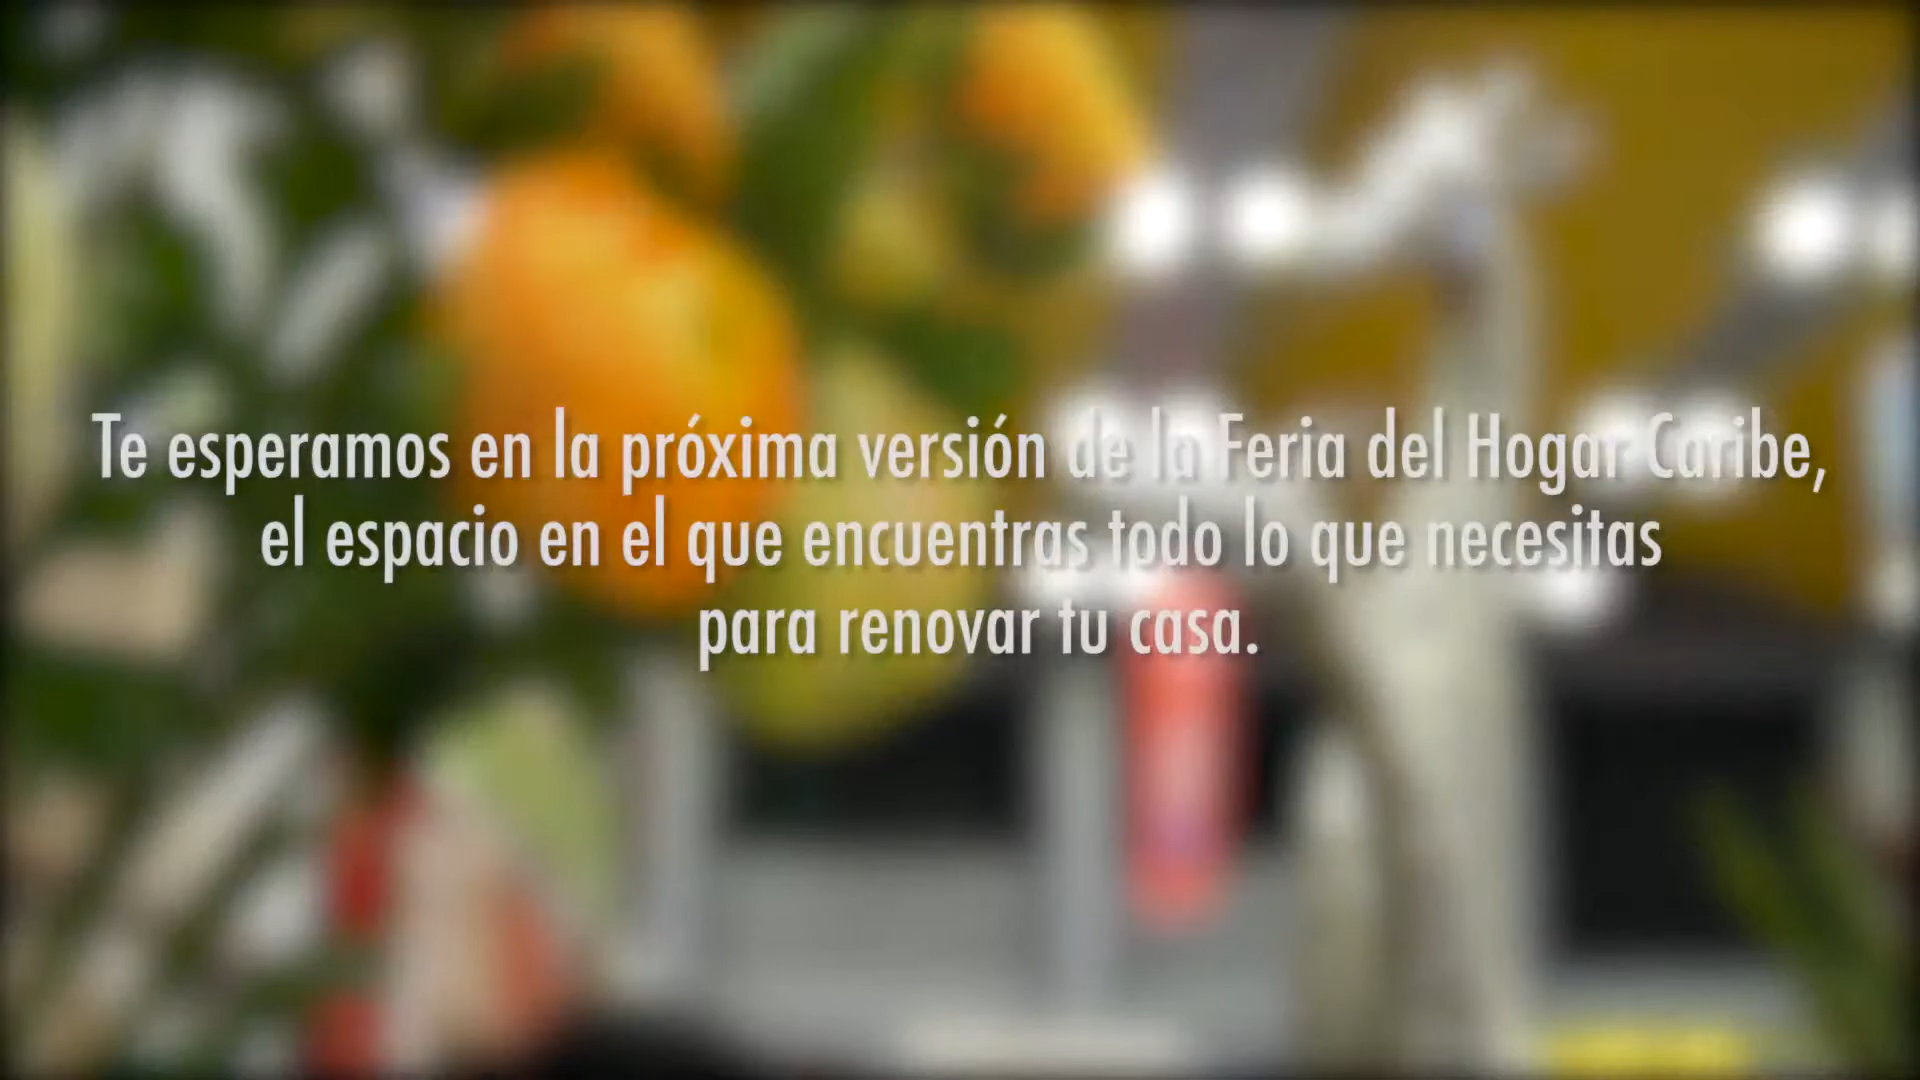 Te esperamos en la próxima versión de la Feria del Hogar Caribe,
el espacio en el que encuentras todo lo que necesitas
para renovar tu casa.